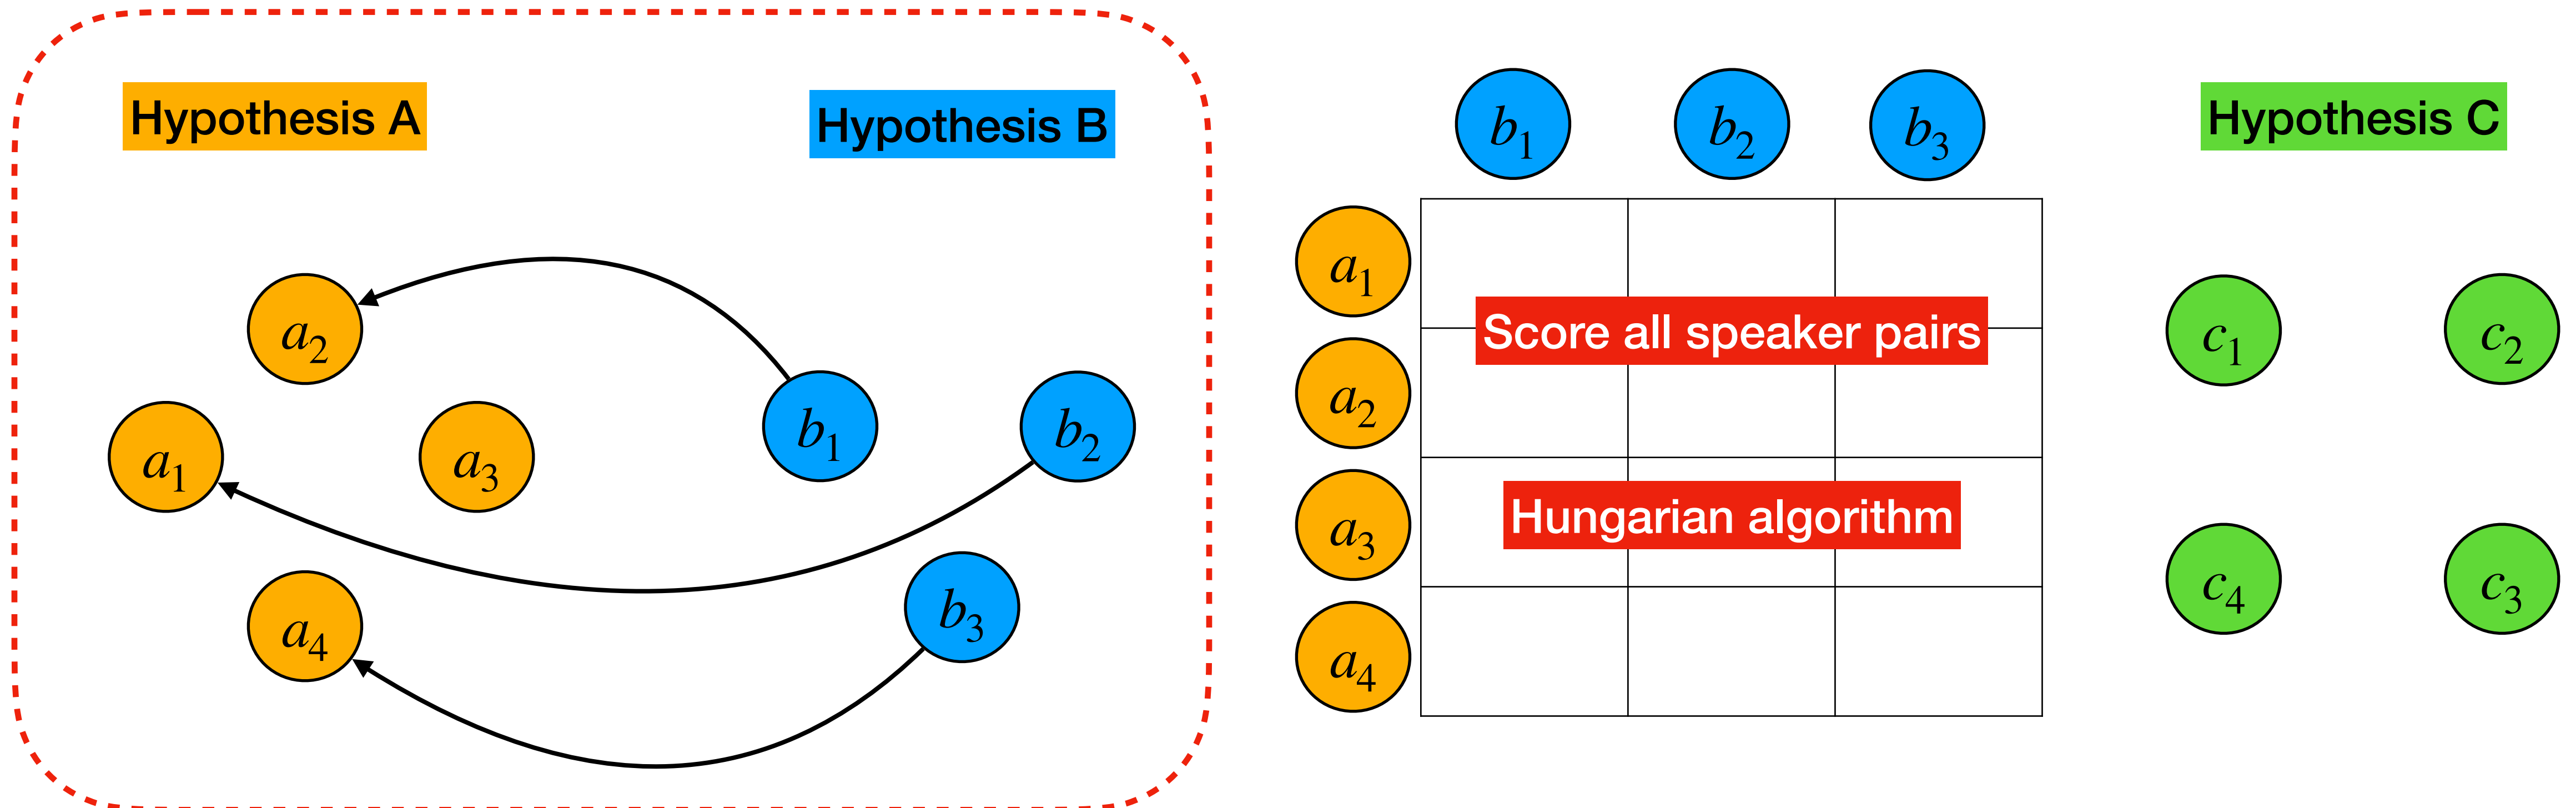 Hypothesis A
Hypothesis B
a₂
a₁
a₃
a₄
b₁
b₂
b₃
b₁
b₂
b₃
a₁
a₂
a₃
a₄
Score all speaker pairs
Hungarian algorithm
Hypothesis C
c₁
c₂
c₄
c₃